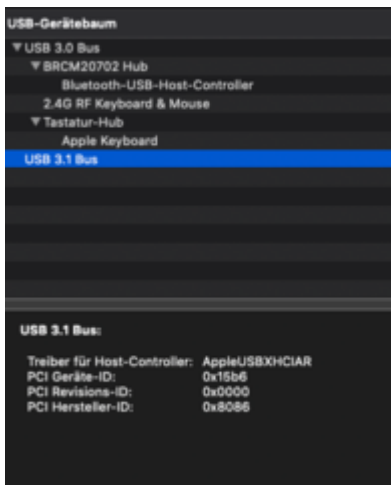 USB-Gerätebaum
▼ USB 3.0 Bus
▼ BRCM20702 Hub
Bluetooth-USB-Host-Controller
2.4G RF Keyboard & Mouse
▼ Tastatur-Hub
Apple Keyboard
USB 3.1 Bus
USB 3.1 Bus:
Treiber für Host-Controller: AppleUSBXHCIAR
PCI Geräte-ID: 0x15b6
PCI Revisions-ID: 0x0000
PCI Hersteller-ID: 0x8086